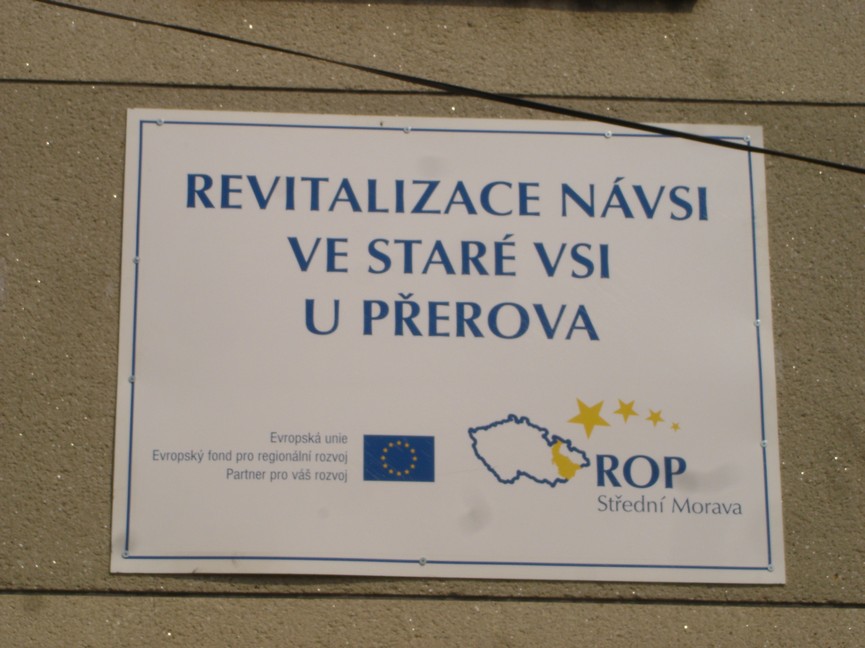 REVITALIZACE NÁVSI
VE STARÉ VSI
U PŘEROVA
Evropská unie
Evropský fond pro regionální rozvoj
Partner pro váš rozvoj
ROP
Střední Morava